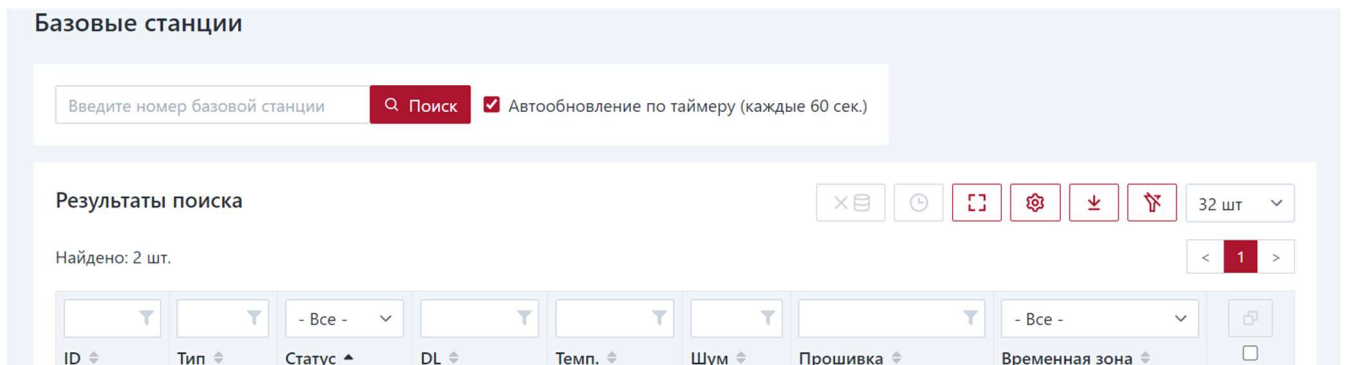 Базовые станции
Введите номер базовой станции Поиск Автообновление по таймеру (каждые 60 сек.)
Результаты поиска 32 шт
Найдено: 2 шт. < 1 >
- Все - - Все -
ID Тип Статус DL Темп. Шум Прошивка Временная зона